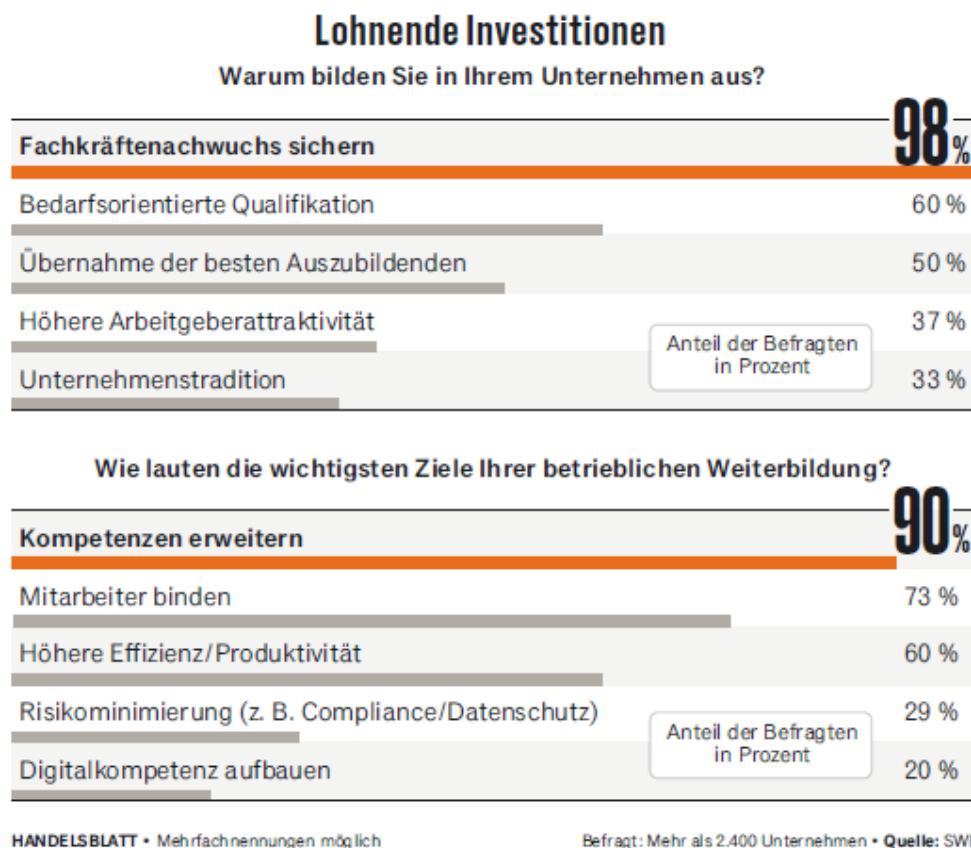 Lohnende Investitionen
Warum bilden Sie in Ihrem Unternehmen aus?
Fachkräftenachwuchs sichern 98 %
Bedarfsorientierte Qualifikation 60 %
Übernahme der besten Auszubildenden 50 %
Höhere Arbeitgeberattraktivität 37 %
Anteil der Befragten
in Prozent
Unternehmenstradition 33 %
Wie lauten die wichtigsten Ziele Ihrer betrieblichen Weiterbildung?
Kompetenzen erweitern 90 %
Mitarbeiter binden 73 %
Höhere Effizienz/Produktivität 60 %
Risikominimierung (z. B. Compliance/Datenschutz) 29 %
Anteil der Befragten
in Prozent
Digitalkompetenz aufbauen 20 %
HANDELSBLATT • Mehrfachnennungen möglich Befragt: Mehr als 2.400 Unternehmen • Quelle: